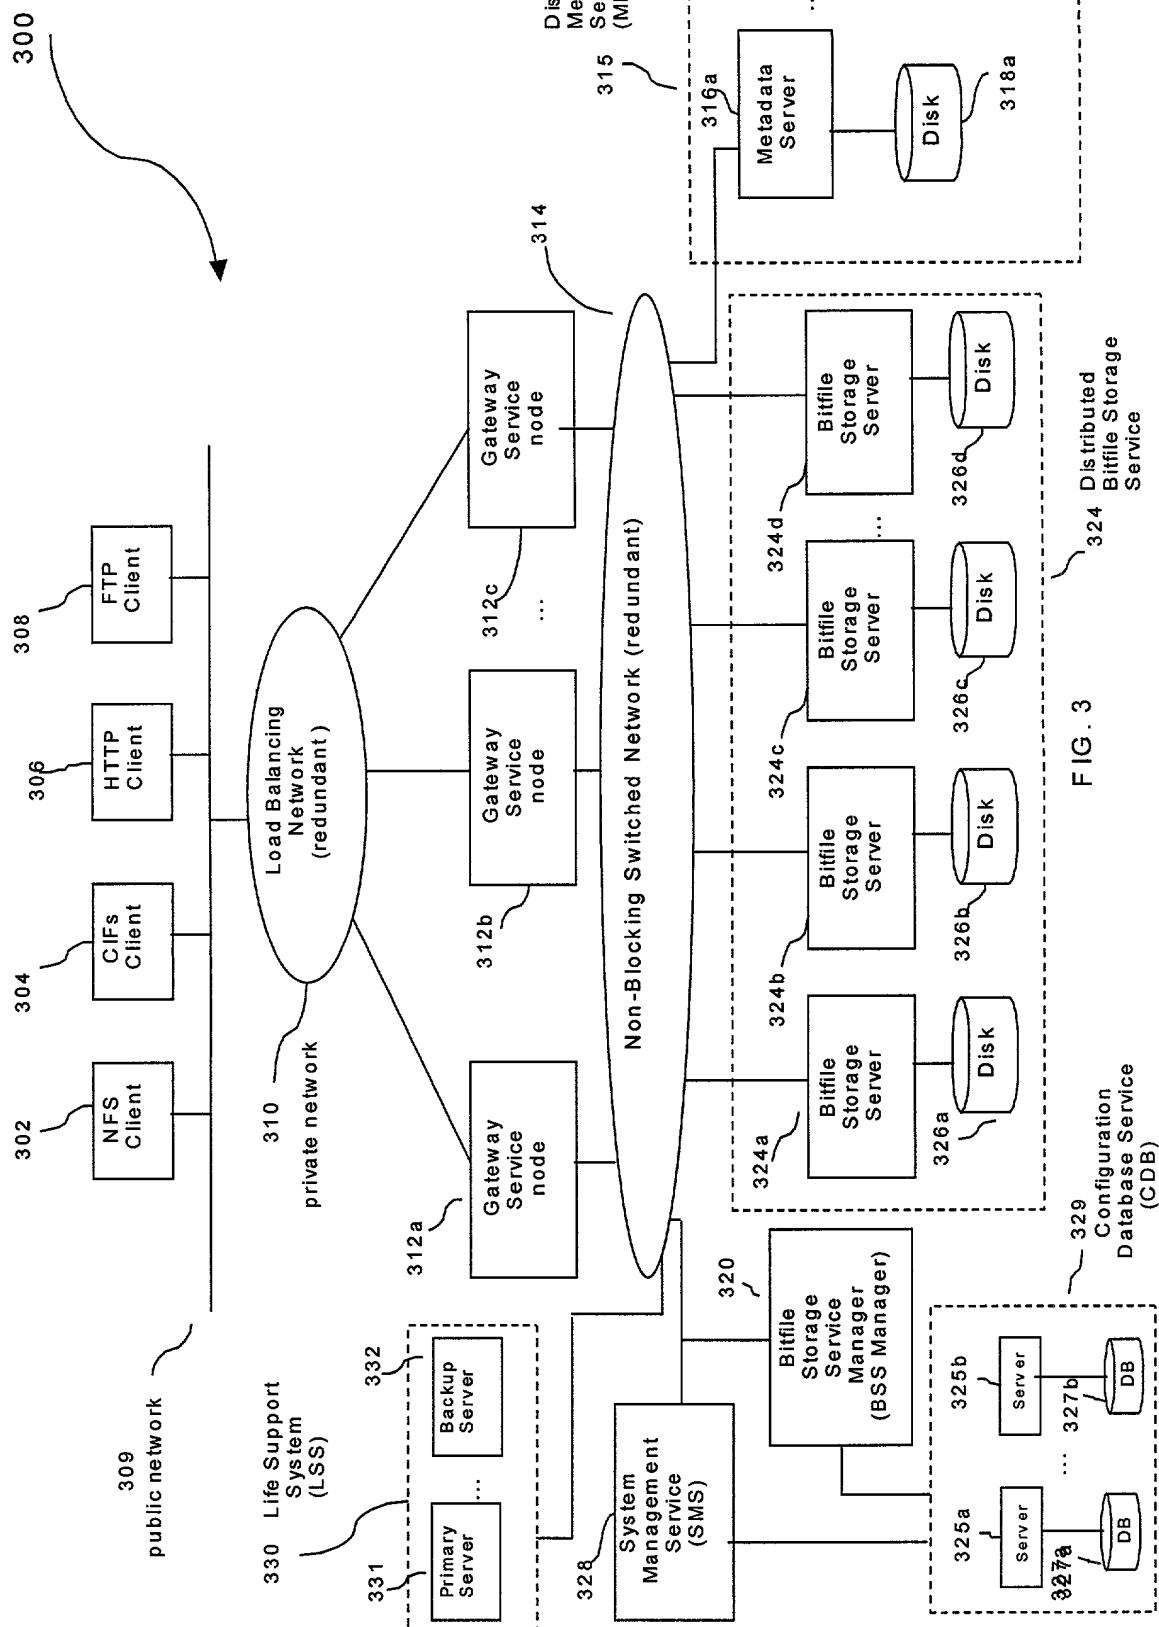 300
308
FTP
Client
306
HTTP
Client
304
CIFs
Client
302
NFS
Client
309
public network
Load Balancing
Network
(redundant)
310
private network
Gateway
Service
node
312a
Gateway
Service
node
312b
Gateway
Service
node
312c
...
314
Non-Blocking Switched Network (redundant)
315
316a
Metadata
Server
Disk
318a
...
330 Life Support
System
(LSS)
331
Primary
Server
...
332
Backup
Server
328
System
Management
Service
(SMS)
320
Bitfile
Storage
Service
Manager
(BSS Manager)
324a
Bitfile
Storage
Server
326a
Disk
324b
Bitfile
Storage
Server
326b
Disk
324c
Bitfile
Storage
Server
326c
Disk
...
324d
Bitfile
Storage
Server
326d
Disk
324 Distributed
Bitfile Storage
Service
325a
Server
327a
DB
...
325b
Server
327b
DB
329
Configuration
Database Service
(CDB)
FIG. 3